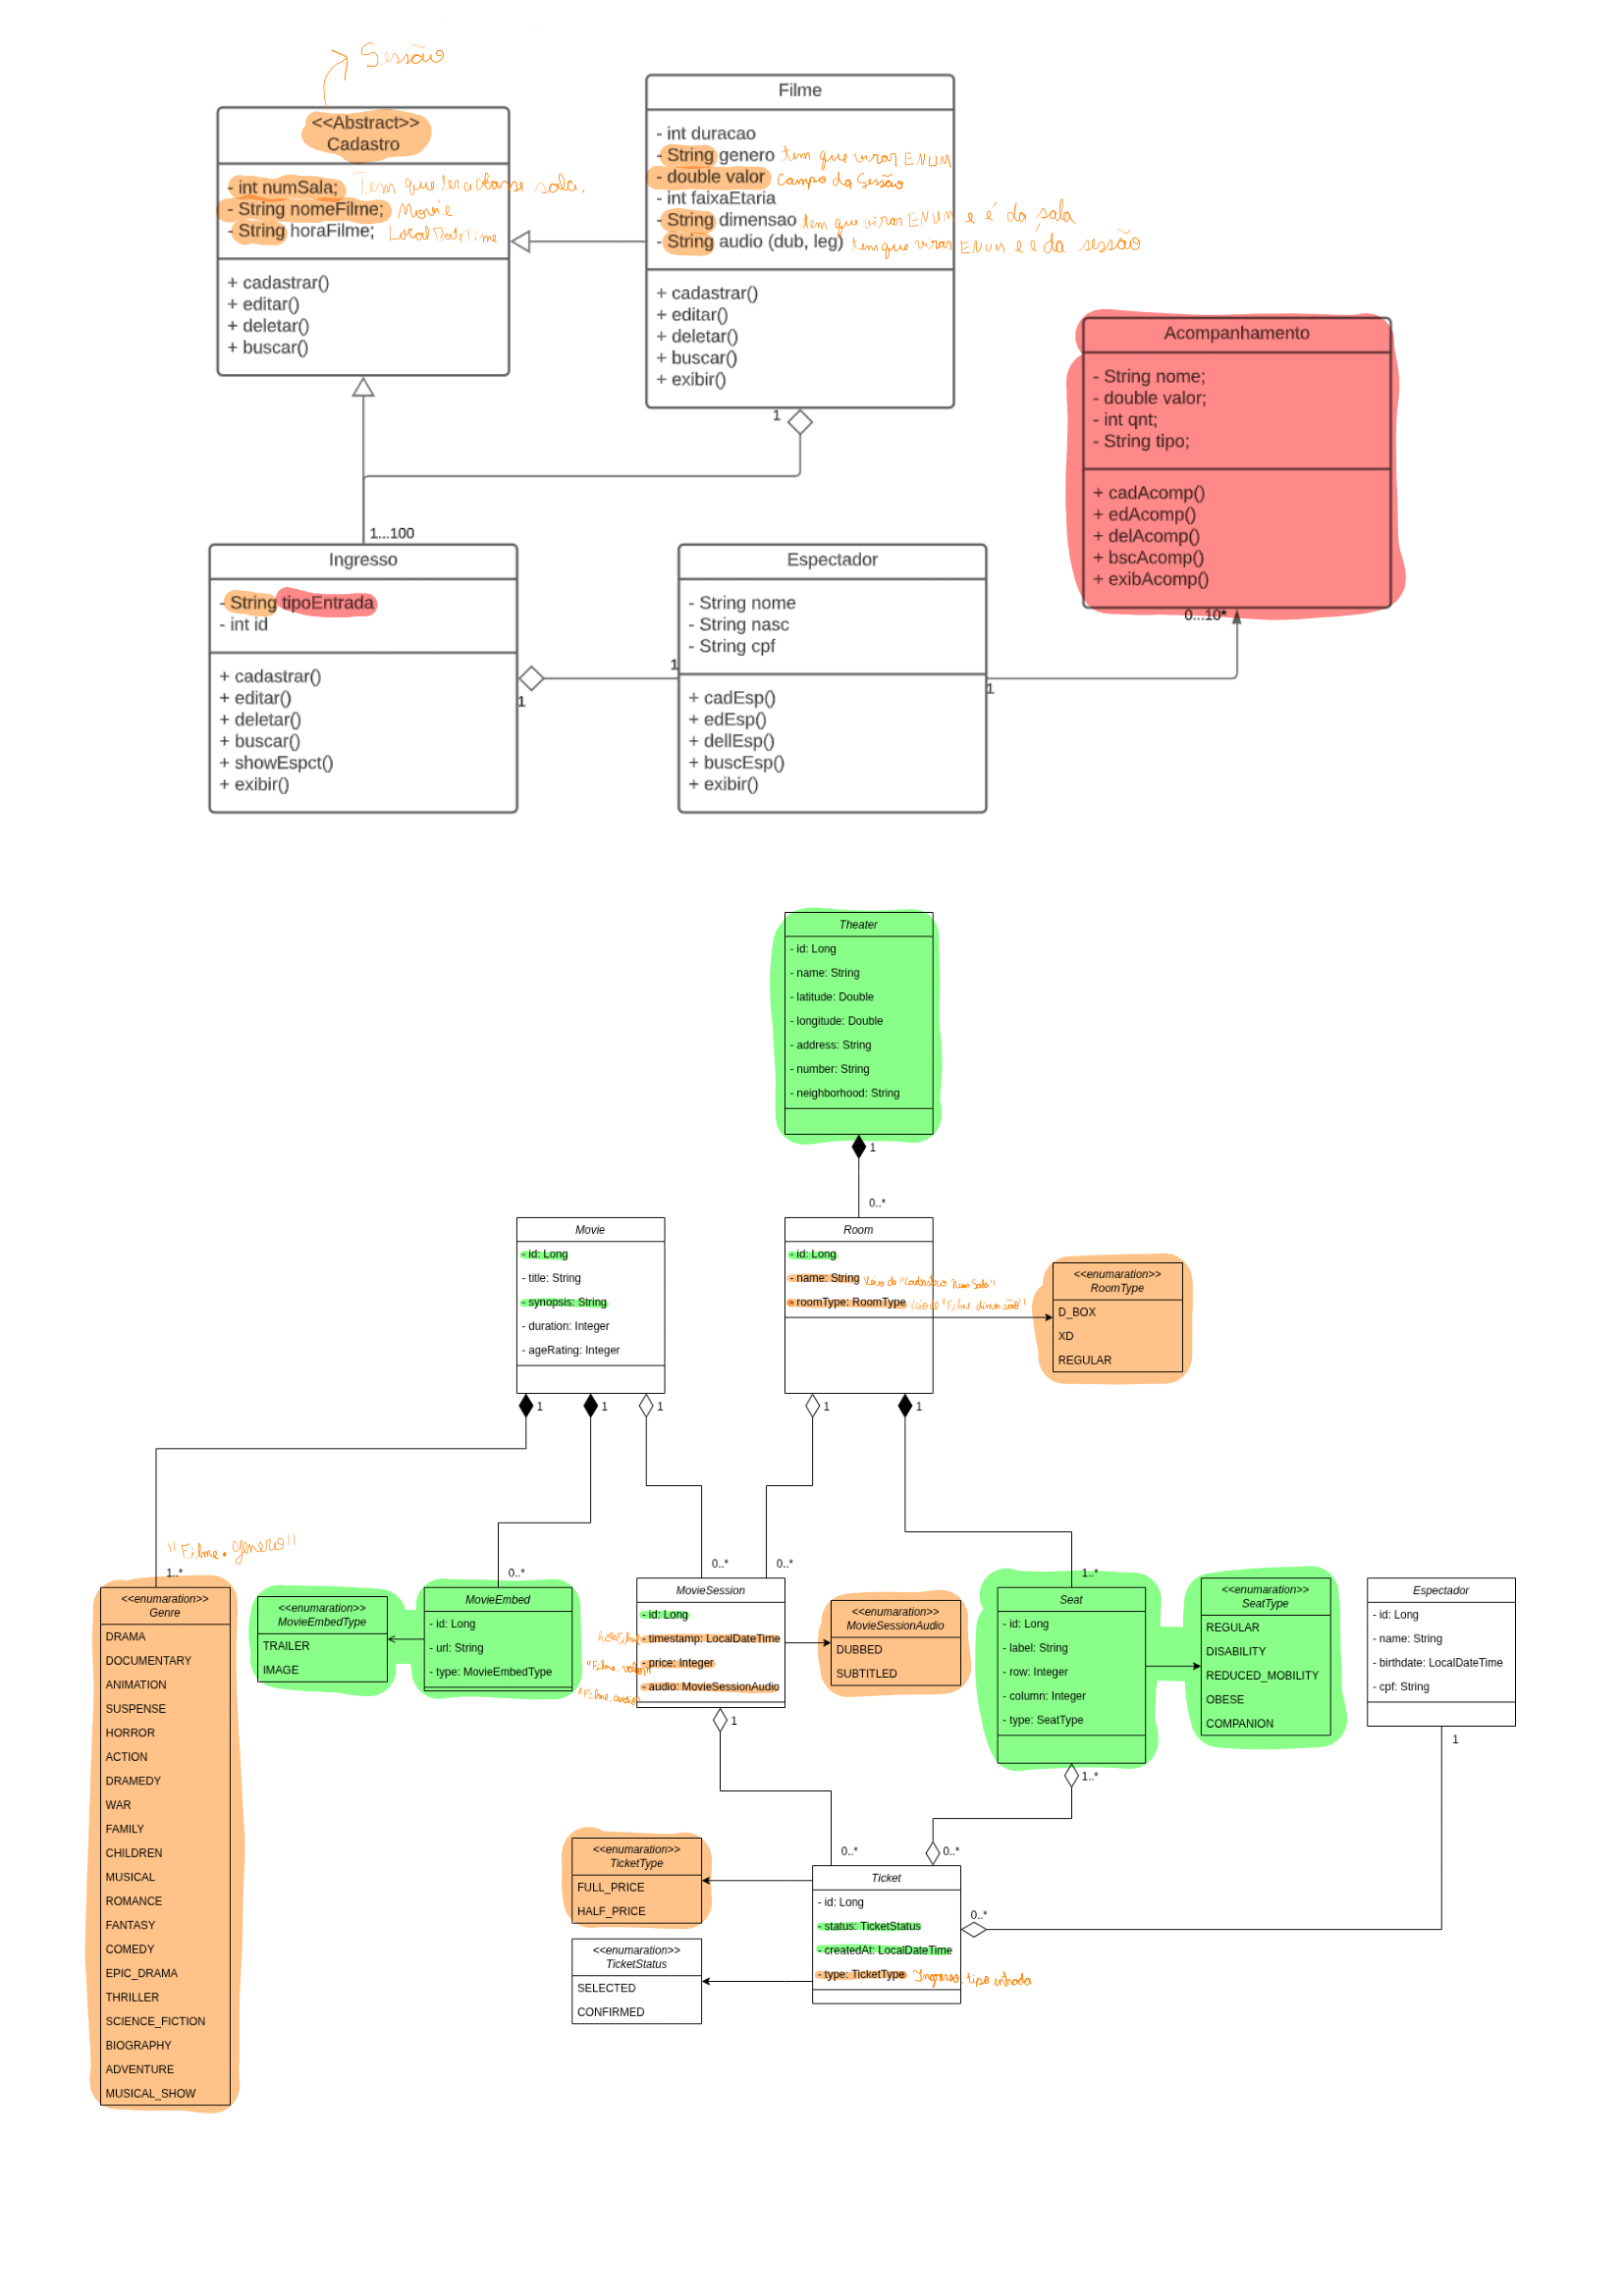 Sessão
<<Abstract>>
Cadastro
- int numSala; Tem que ter a classe sala.
- String nomeFilme; Movie
- String horaFilme; LocalDateTime
+ cadastrar()
+ editar()
+ deletar()
+ buscar()
Filme
- int duracao
- String genero tem que virar ENUM
- double valor Campo da Sessão
- int faixaEtaria
- String dimensao tem que virar ENUM e é da sala
- String audio (dub, leg) tem que virar ENUM e é da sessão
+ cadastrar()
+ editar()
+ deletar()
+ buscar()
+ exibir()
1
Acompanhamento
- String nome;
- double valor;
- int qnt;
- String tipo;
+ cadAcomp()
+ edAcomp()
+ delAcomp()
+ bscAcomp()
+ exibAcomp()
0...10*
1...100
Ingresso
- String tipoEntrada
- int id
+ cadastrar()
+ editar()
+ deletar()
+ buscar()
+ showEspct()
+ exibir()
1
1
Espectador
- String nome
- String nasc
- String cpf
+ cadEsp()
+ edEsp()
+ dellEsp()
+ buscEsp()
+ exibir()
1
Theater
- id: Long
- name: String
- latitude: Double
- longitude: Double
- address: String
- number: String
- neighborhood: String
1
0..*
Movie
- id: Long
- title: String
- synopsis: String
- duration: Integer
- ageRating: Integer
1
1
1
Room
- id: Long
- name: String Veio de "Cadastro numSala"
- roomType: RoomType Veio de "Filme dimensão"
1
1
<<enumaration>>
RoomType
D_BOX
XD
REGULAR
"Filme.genero"
1..*
<<enumaration>>
Genre
DRAMA
DOCUMENTARY
ANIMATION
SUSPENSE
HORROR
ACTION
DRAMEDY
WAR
FAMILY
CHILDREN
MUSICAL
ROMANCE
FANTASY
COMEDY
EPIC_DRAMA
THRILLER
SCIENCE_FICTION
BIOGRAPHY
ADVENTURE
MUSICAL_SHOW
<<enumaration>>
MovieEmbedType
TRAILER
IMAGE
0..*
MovieEmbed
- id: Long
- url: String
- type: MovieEmbedType
0..*
0..*
MovieSession
- id: Long
horaFilme - timestamp: LocalDateTime
"Filme.valor" - price: Integer
"Filme.audio" - audio: MovieSessionAudio
1
<<enumaration>>
MovieSessionAudio
DUBBED
SUBTITLED
1..*
Seat
- id: Long
- label: String
- row: Integer
- column: Integer
- type: SeatType
1..*
<<enumaration>>
SeatType
REGULAR
DISABILITY
REDUCED_MOBILITY
OBESE
COMPANION
Espectador
- id: Long
- name: String
- birthdate: LocalDateTime
- cpf: String
1
<<enumaration>>
TicketType
FULL_PRICE
HALF_PRICE
<<enumaration>>
TicketStatus
SELECTED
CONFIRMED
0..*
0..*
Ticket
- id: Long
- status: TicketStatus
- createdAt: LocalDateTime
- type: TicketType Ingresso tipo entrada
0..*